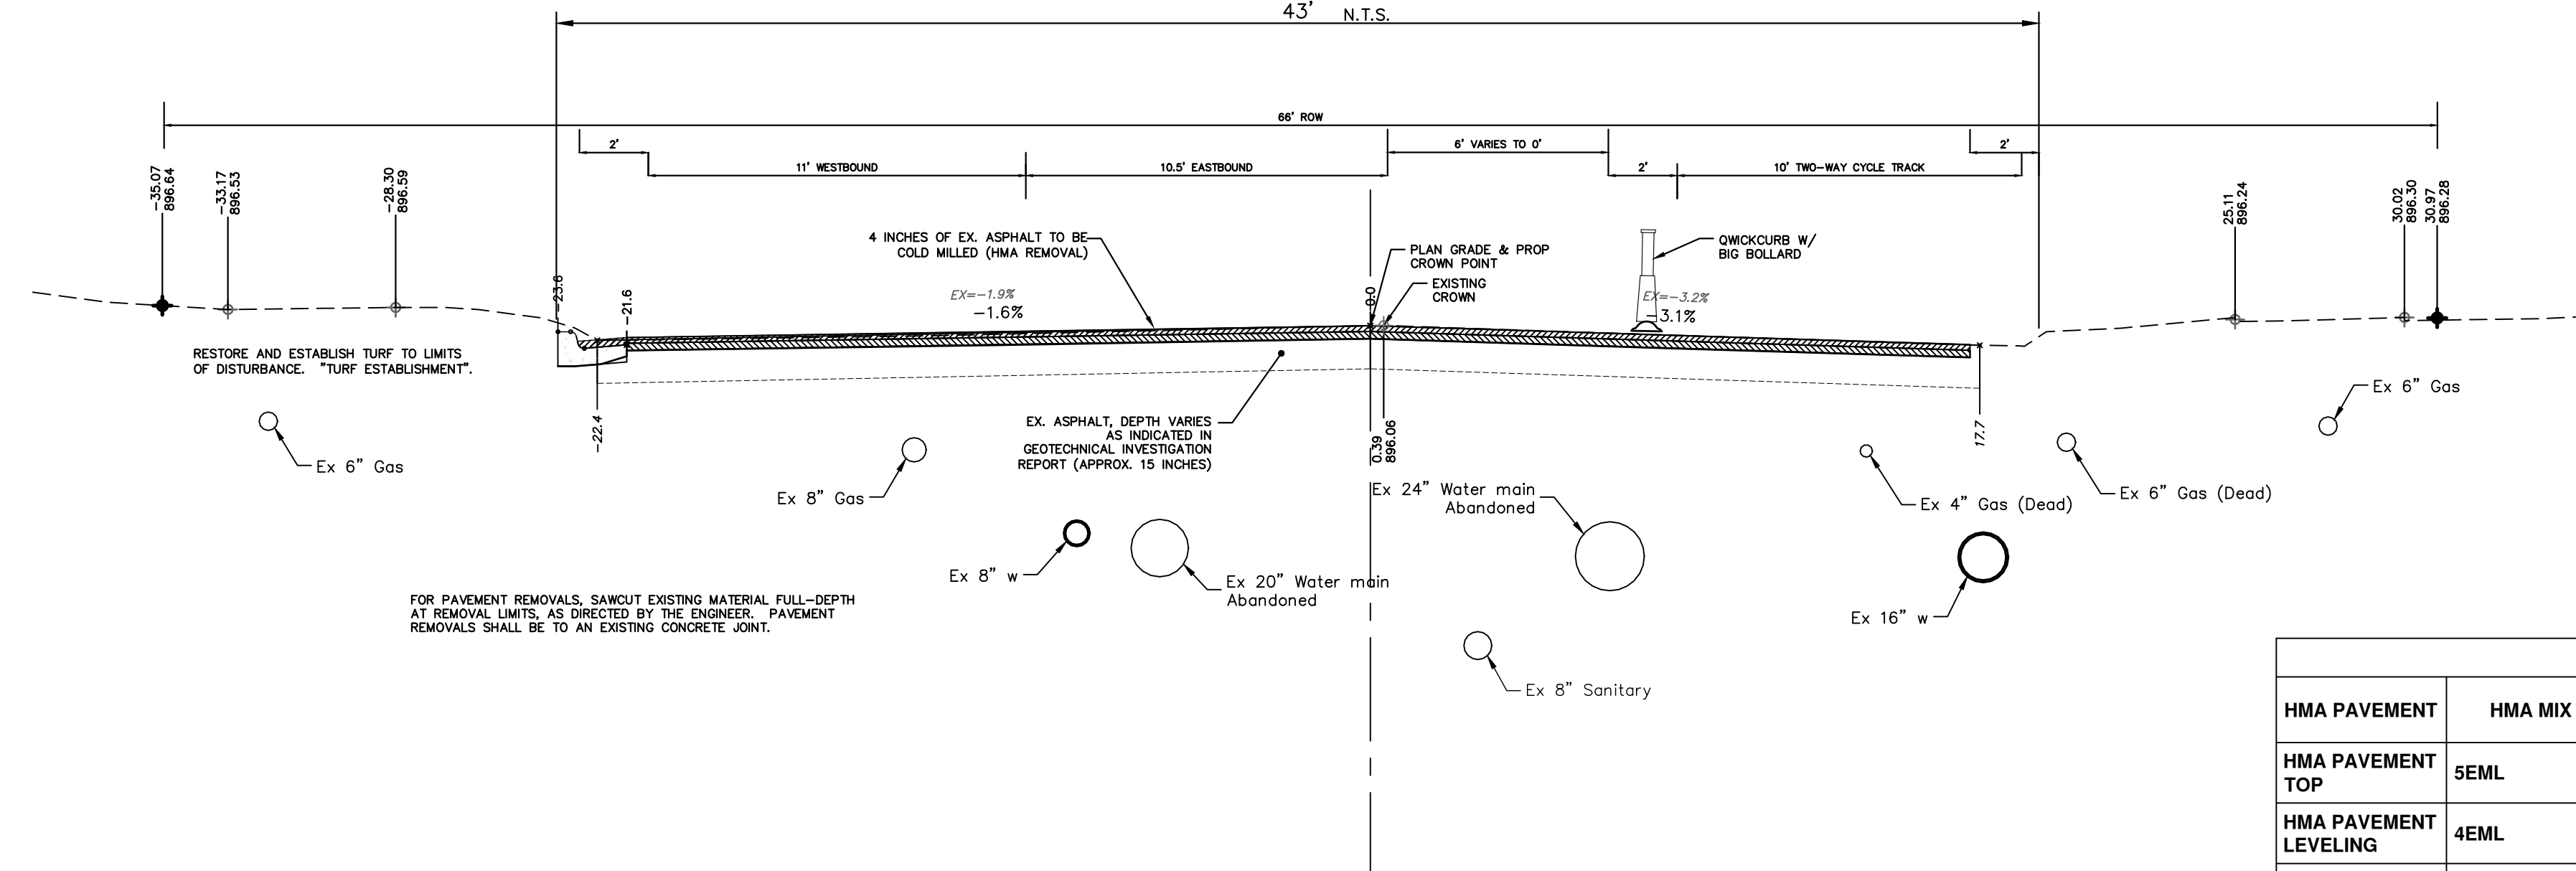 43' N.T.S.
66' ROW
2'
11' WESTBOUND
10.5' EASTBOUND
6' VARIES TO 0'
2'
10' TWO-WAY CYCLE TRACK
2'
-35.07
896.64
-33.17
896.53
-28.30
896.59
25.11
896.24
30.02
896.30
30.97
896.28
4 INCHES OF EX. ASPHALT TO BE
COLD MILLED (HMA REMOVAL)
PLAN GRADE & PROP
CROWN POINT
EXISTING
CROWN
QWICKCURB W/
BIG BOLLARD
-23.6
-21.6
0.0
EX=-1.9%
-1.6%
EX=-3.2%
-3.1%
RESTORE AND ESTABLISH TURF TO LIMITS
OF DISTURBANCE. "TURF ESTABLISHMENT".
-22.4
EX. ASPHALT, DEPTH VARIES
AS INDICATED IN
GEOTECHNICAL INVESTIGATION
REPORT (APPROX. 15 INCHES)
0.39
896.06
17.7
Ex 6" Gas
Ex 6" Gas
Ex 8" Gas
Ex 24" Water main
Abandoned
Ex 4" Gas (Dead)
Ex 6" Gas (Dead)
Ex 8" w
Ex 20" Water main
Abandoned
Ex 16" w
FOR PAVEMENT REMOVALS, SAWCUT EXISTING MATERIAL FULL-DEPTH
AT REMOVAL LIMITS, AS DIRECTED BY THE ENGINEER. PAVEMENT
REMOVALS SHALL BE TO AN EXISTING CONCRETE JOINT.
Ex 8" Sanitary
HMA PAVEMENT
HMA MIX
HMA PAVEMENT
TOP
5EML
HMA PAVEMENT
LEVELING
4EML